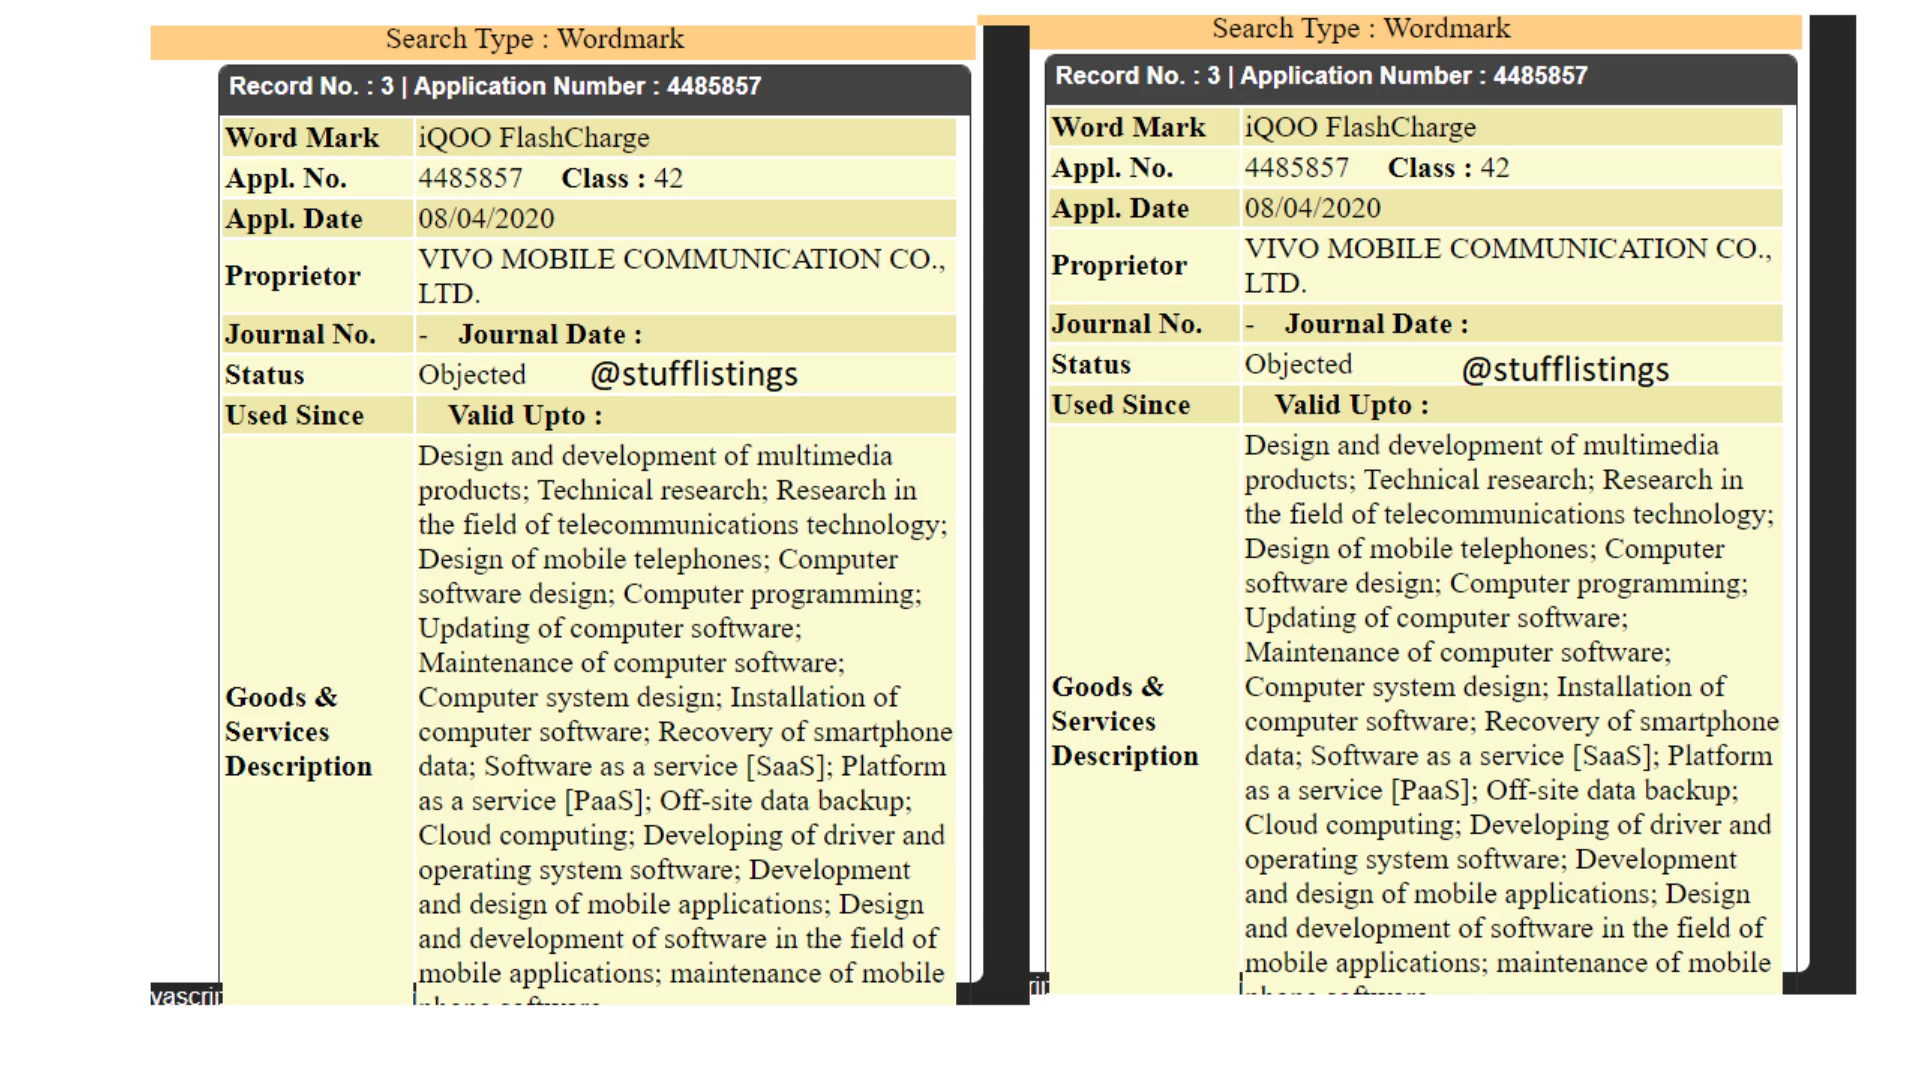 Search Type : Wordmark
Record No. : 3 | Application Number : 4485857
Word Mark iQOO FlashCharge
Appl. No. 4485857 Class : 42
Appl. Date 08/04/2020
Proprietor VIVO MOBILE COMMUNICATION CO.,
LTD.
Journal No. - Journal Date :
Status Objected @stufflistings
Used Since Valid Upto :
Goods &
Services
Description
Design and development of multimedia
products; Technical research; Research in
the field of telecommunications technology;
Design of mobile telephones; Computer
software design; Computer programming;
Updating of computer software;
Maintenance of computer software;
Computer system design; Installation of
computer software; Recovery of smartphone
data; Software as a service [SaaS]; Platform
as a service [PaaS]; Off-site data backup;
Cloud computing; Developing of driver and
operating system software; Development
and design of mobile applications; Design
and development of software in the field of
mobile applications; maintenance of mobile
phone software
vascrip
Search Type : Wordmark
Record No. : 3 | Application Number : 4485857
Word Mark iQOO FlashCharge
Appl. No. 4485857 Class : 42
Appl. Date 08/04/2020
Proprietor VIVO MOBILE COMMUNICATION CO.,
LTD.
Journal No. - Journal Date :
Status Objected @stufflistings
Used Since Valid Upto :
Goods &
Services
Description
Design and development of multimedia
products; Technical research; Research in
the field of telecommunications technology;
Design of mobile telephones; Computer
software design; Computer programming;
Updating of computer software;
Maintenance of computer software;
Computer system design; Installation of
computer software; Recovery of smartphone
data; Software as a service [SaaS]; Platform
as a service [PaaS]; Off-site data backup;
Cloud computing; Developing of driver and
operating system software; Development
and design of mobile applications; Design
and development of software in the field of
mobile applications; maintenance of mobile
phone software